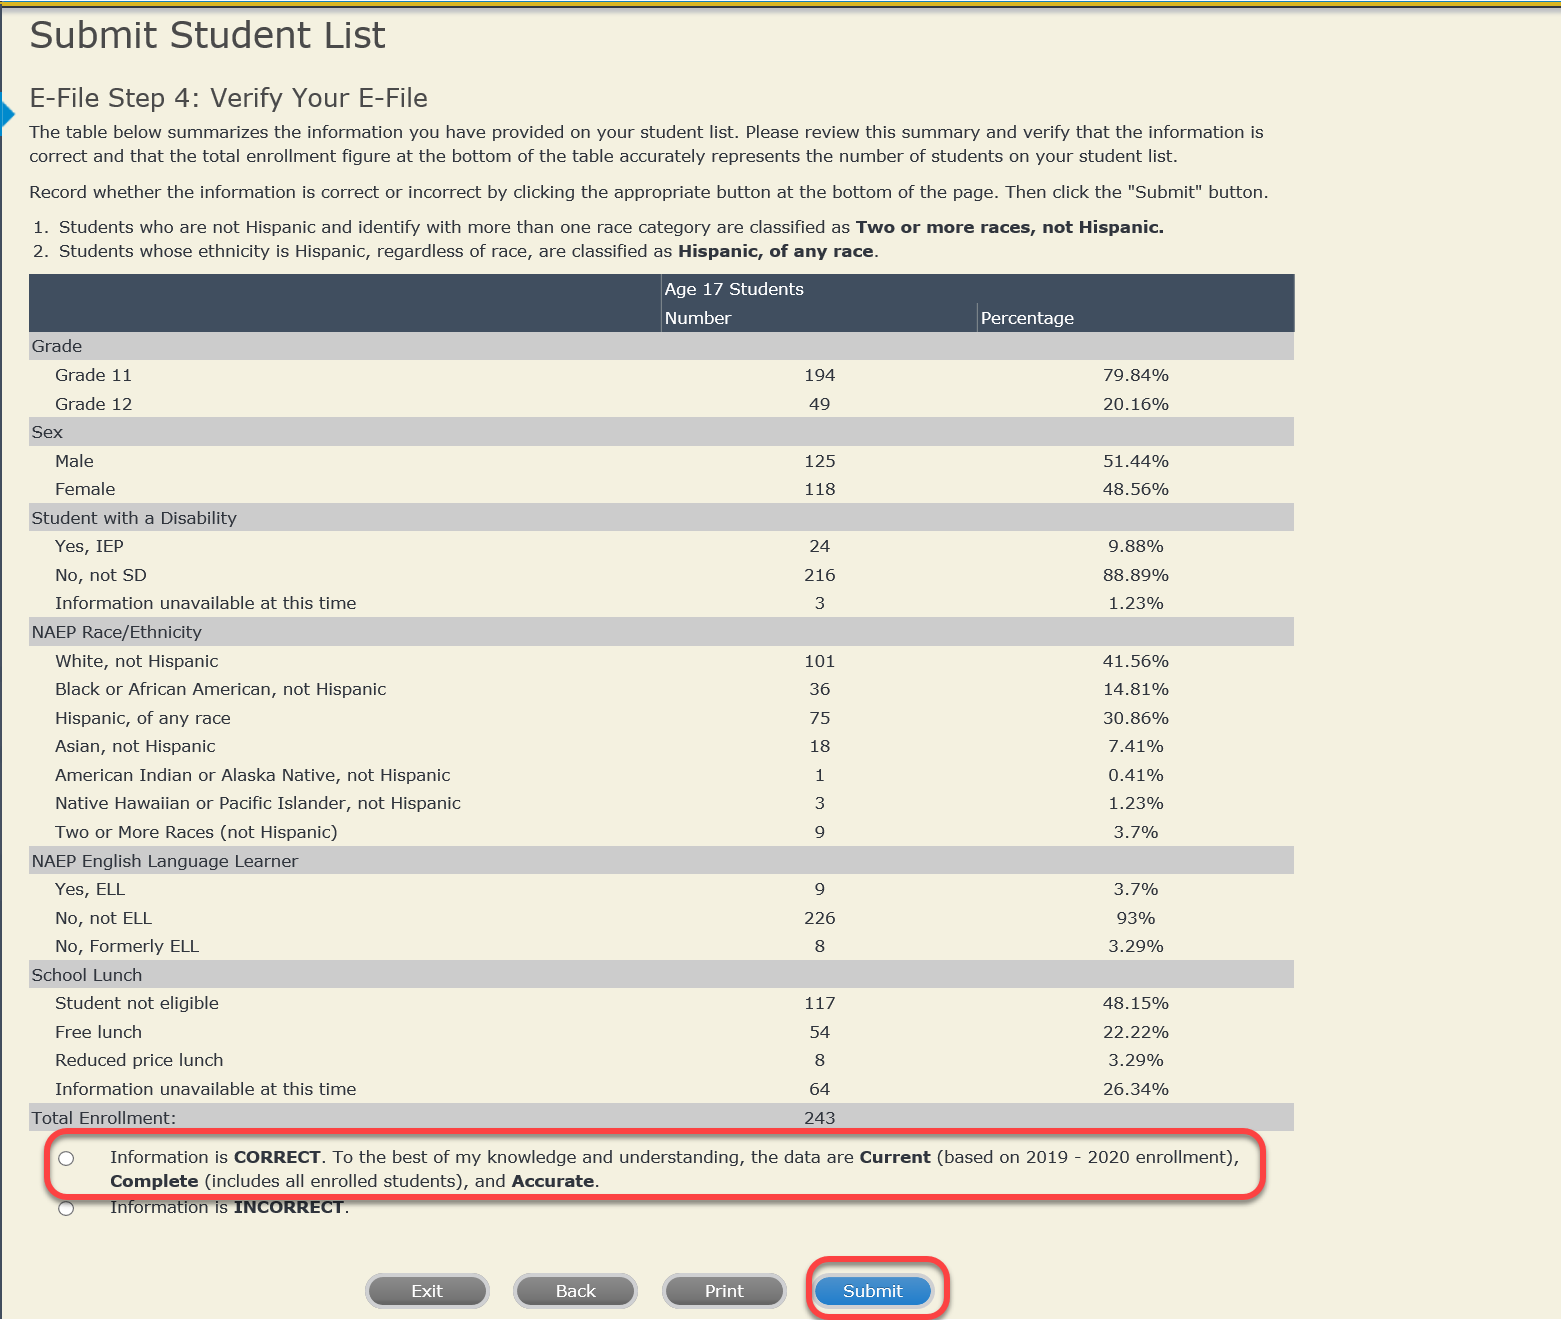 Submit Student List
E-File Step 4: Verify Your E-File
The table below summarizes the information you have provided on your student list. Please review this summary and verify that the information is
correct and that the total enrollment figure at the bottom of the table accurately represents the number of students on your student list.
Record whether the information is correct or incorrect by clicking the appropriate button at the bottom of the page. Then click the "Submit" button.
1. Students who are not Hispanic and identify with more than one race category are classified as Two or more races, not Hispanic.
2. Students whose ethnicity is Hispanic, regardless of race, are classified as Hispanic, of any race.
Age 17 Students
Number Percentage
Grade
Grade 11 194 79.84%
Grade 12 49 20.16%
Sex
Male 125 51.44%
Female 118 48.56%
Student with a Disability
Yes, IEP 24 9.88%
No, not SD 216 88.89%
Information unavailable at this time 3 1.23%
NAEP Race/Ethnicity
White, not Hispanic 101 41.56%
Black or African American, not Hispanic 36 14.81%
Hispanic, of any race 75 30.86%
Asian, not Hispanic 18 7.41%
American Indian or Alaska Native, not Hispanic 1 0.41%
Native Hawaiian or Pacific Islander, not Hispanic 3 1.23%
Two or More Races (not Hispanic) 9 3.7%
NAEP English Language Learner
Yes, ELL 9 3.7%
No, not ELL 226 93%
No, Formerly ELL 8 3.29%
School Lunch
Student not eligible 117 48.15%
Free lunch 54 22.22%
Reduced price lunch 8 3.29%
Information unavailable at this time 64 26.34%
Total Enrollment: 243
Information is CORRECT. To the best of my knowledge and understanding, the data are Current (based on 2019 - 2020 enrollment),
Complete (includes all enrolled students), and Accurate.
Information is INCORRECT.
Exit Back Print Submit